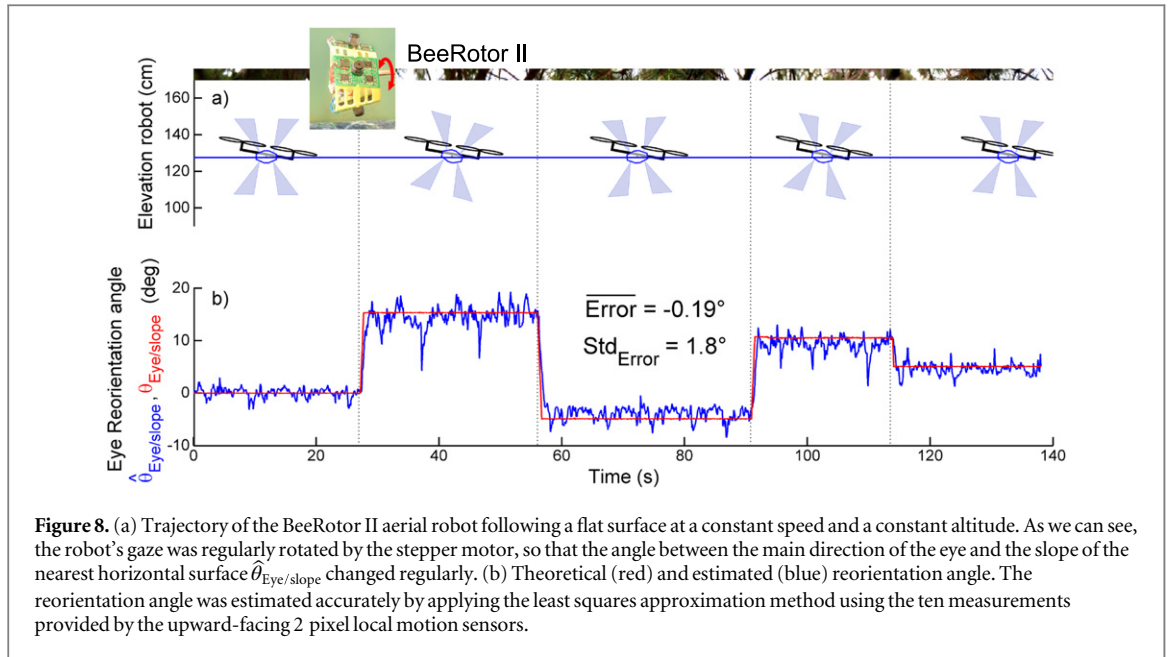 BeeRotor II
Elevation robot (cm)
a)
160
140
120
100
Eye Reorientation angle
θ̂Eye/slope, θEye/slope (deg)
b)
20
10
0
-10
Error = -0.19°
StdError = 1.8°
0 20 40 60 80 100 120 140
Time (s)
Figure 8. (a) Trajectory of the BeeRotor II aerial robot following a flat surface at a constant speed and a constant altitude. As we can see,
the robot's gaze was regularly rotated by the stepper motor, so that the angle between the main direction of the eye and the slope of the
nearest horizontal surface θ̂Eye/slope changed regularly. (b) Theoretical (red) and estimated (blue) reorientation angle. The
reorientation angle was estimated accurately by applying the least squares approximation method using the ten measurements
provided by the upward-facing 2 pixel local motion sensors.